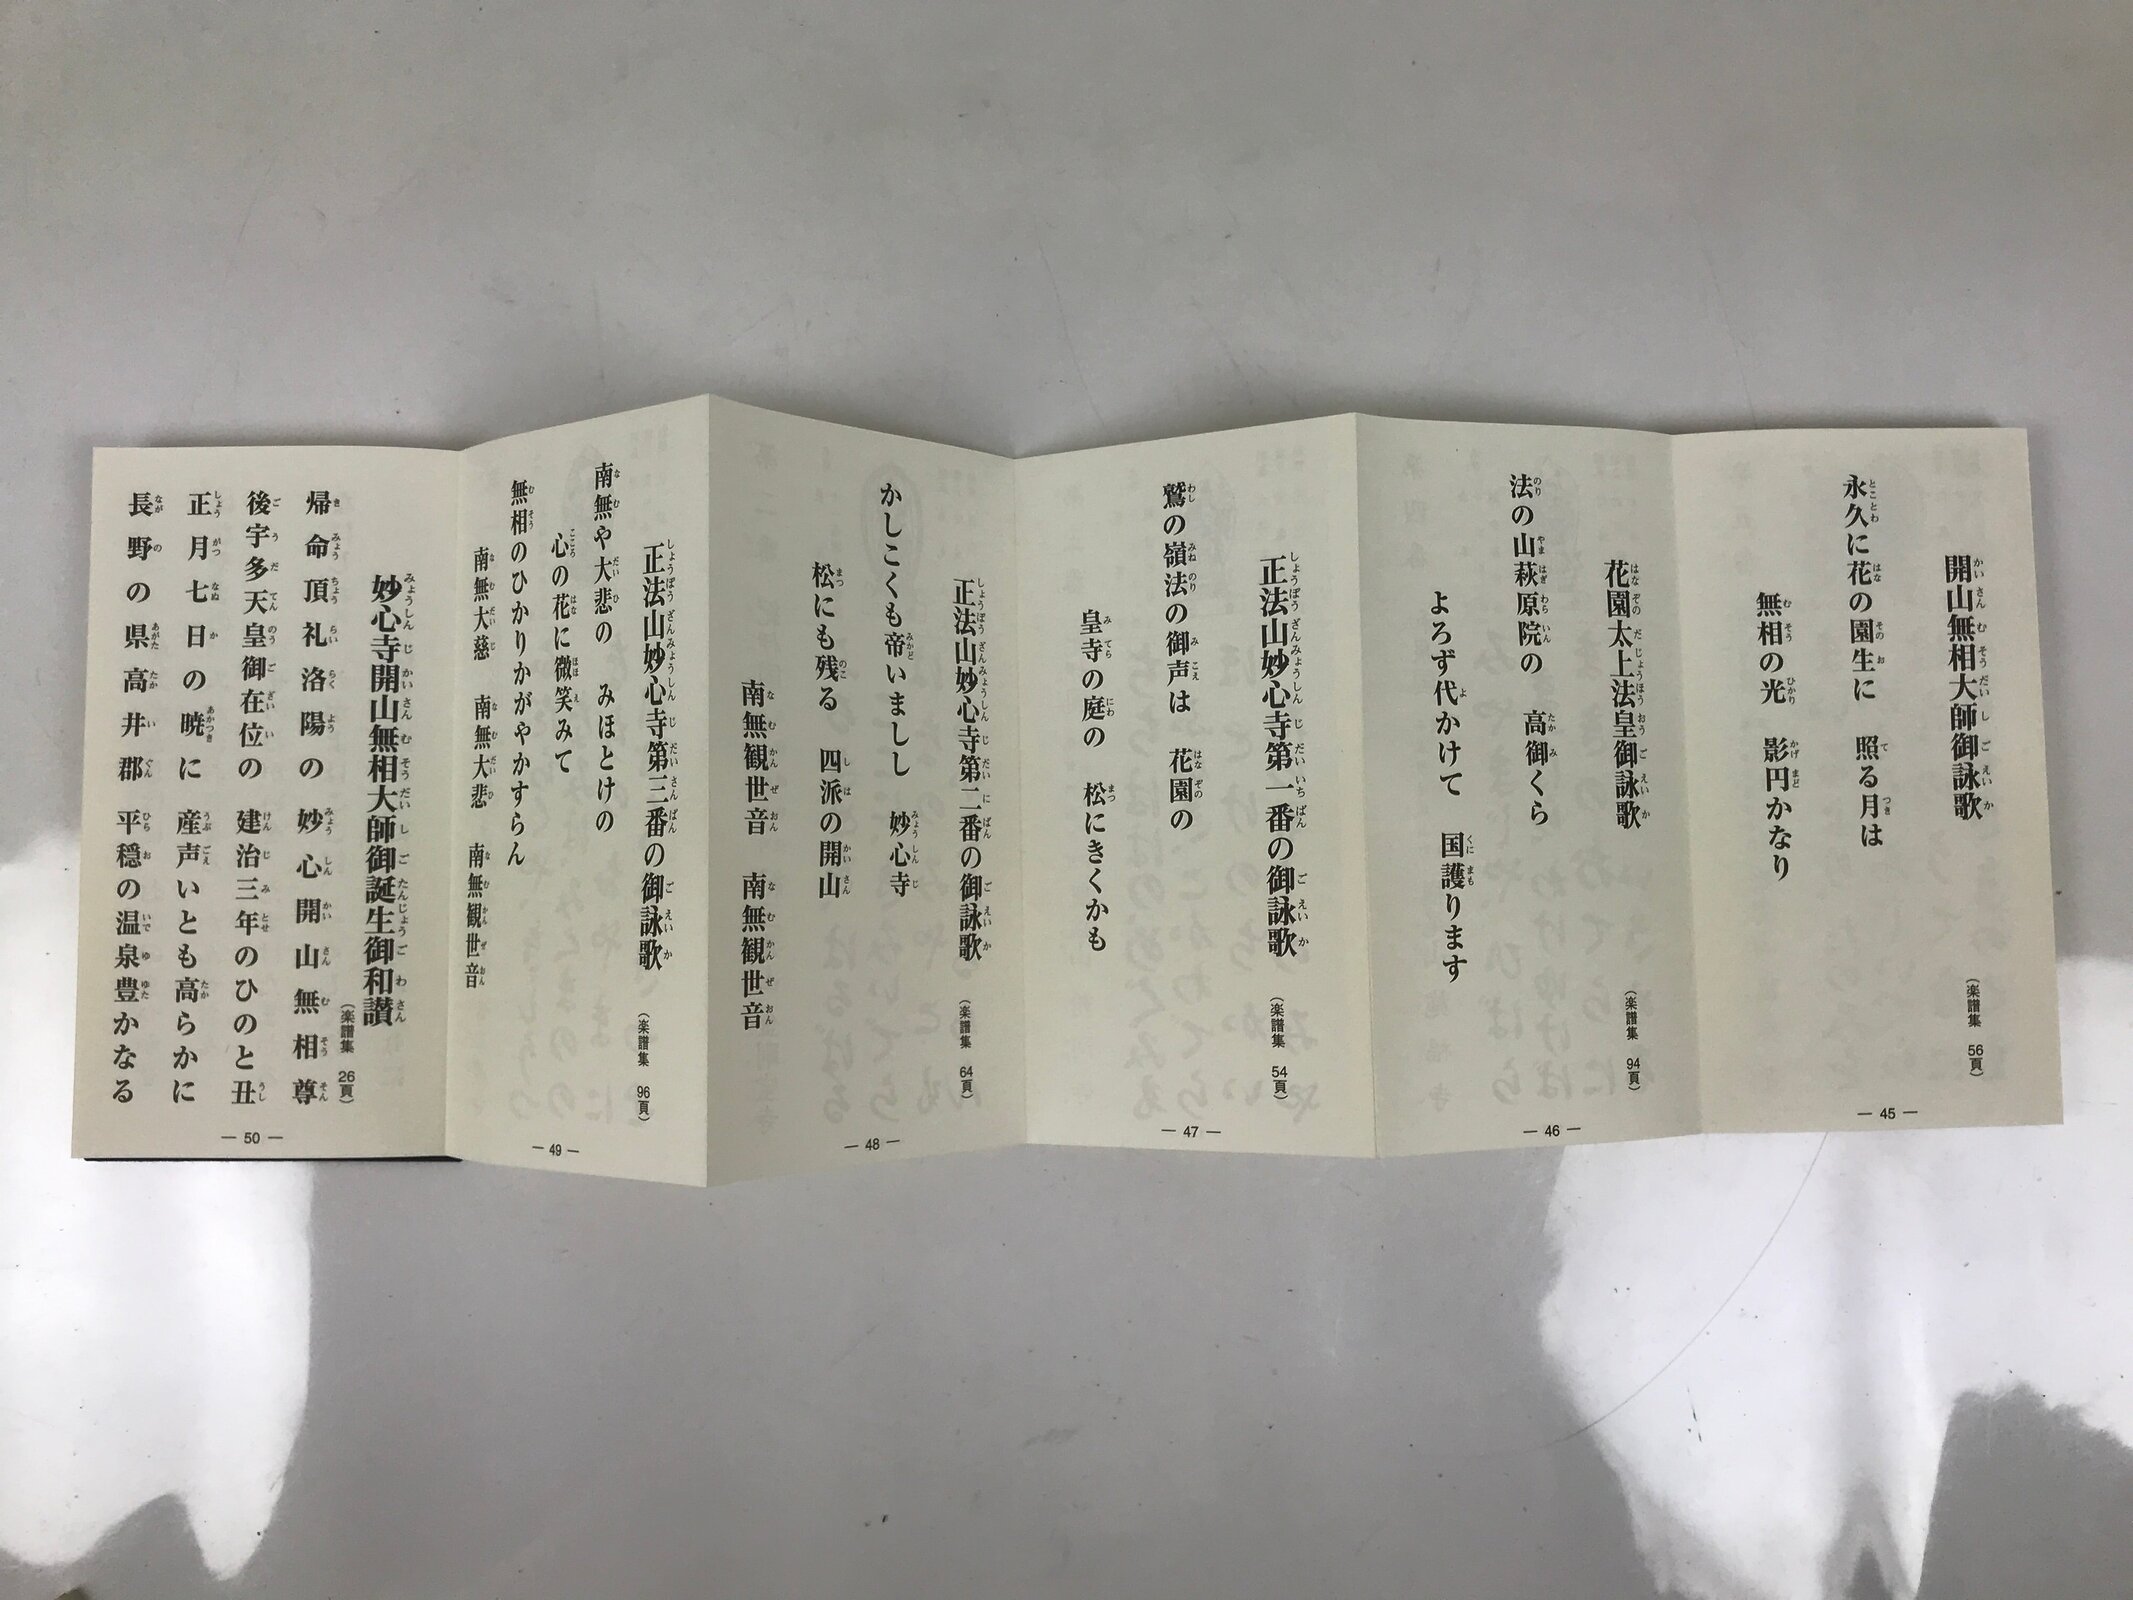 開山無相大師御詠歌
(楽譜集 56頁)
永久に花の園生に 照る月は
無相の光 影円かなり
— 45 —
花園太上法皇御詠歌
(楽譜集 94頁)
法の山萩原院の 高御くら
よろず代かけて 国護ります
— 46 —
正法山妙心寺第一番の御詠歌
(楽譜集 54頁)
鷲の嶺法の御声は 花園の
皇寺の庭の 松にきくかも
— 47 —
正法山妙心寺第二番の御詠歌
(楽譜集 64頁)
かしこくも帝いましし 妙心寺
松にも残る 四派の開山
南無観世音 南無観世音
— 48 —
正法山妙心寺第三番の御詠歌
(楽譜集 96頁)
南無や大悲の みほとけの
心の花に微笑みて
無相のひかりかがやかすらん
南無大慈 南無大悲 南無観世音
— 49 —
妙心寺開山無相大師御誕生御和讃
(楽譜集 26頁)
帰命頂礼洛陽の 妙心開山無相尊
後宇多天皇御在位の 建治三年のひのと丑
正月七日の暁に 産声いとも高らかに
長野の県高井郡 平穏の温泉豊かなる
— 50 —